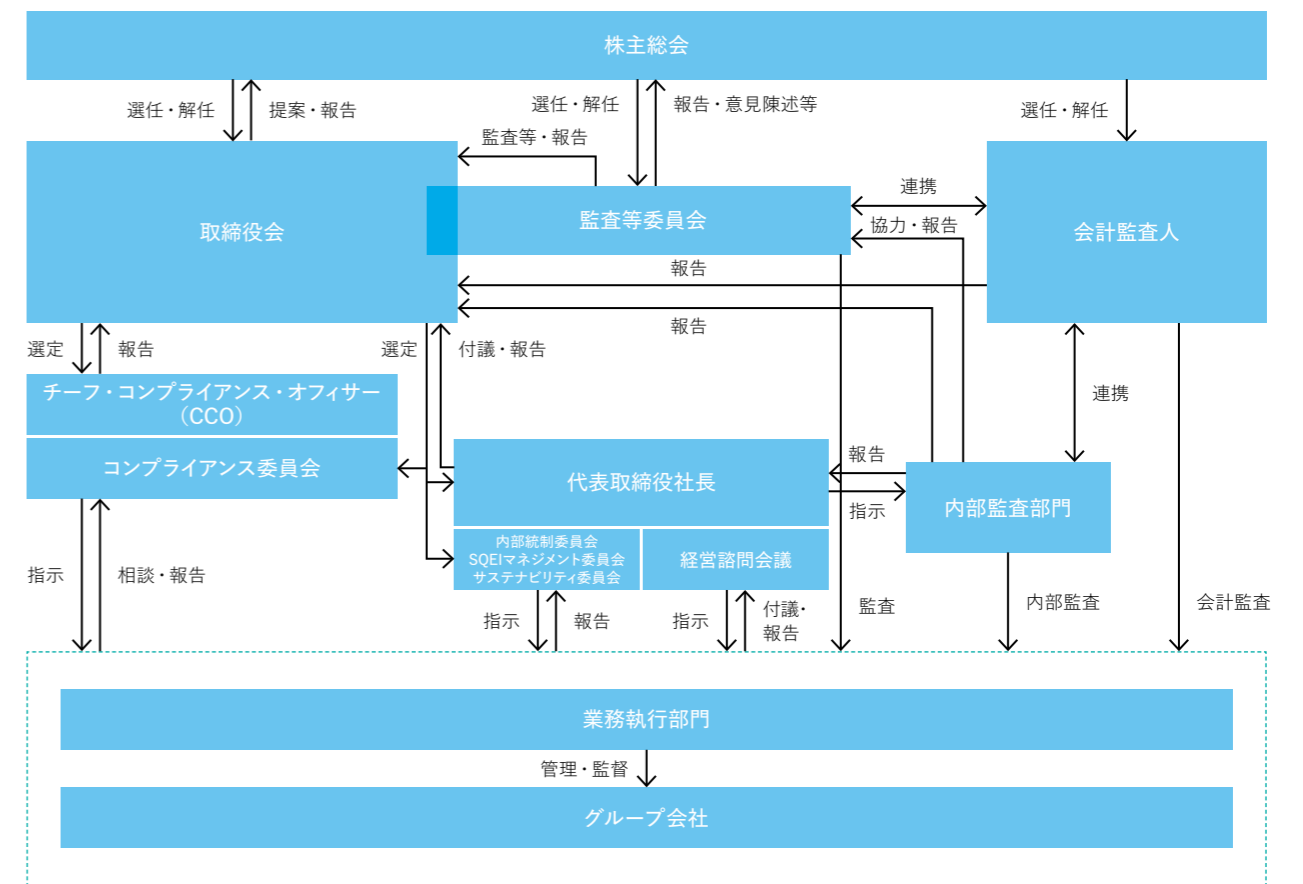 株主総会
選任・解任
提案・報告
選任・解任
報告・意見陳述等
選任・解任
監査等・報告
取締役会
監査等委員会
連携
協力・報告
会計監査人
報告
報告
選定
報告
選定
付議・報告
チーフ・コンプライアンス・オフィサー
（CCO）
コンプライアンス委員会
連携
代表取締役社長
報告
指示
内部監査部門
内部統制委員会
SQEIマネジメント委員会
サステナビリティ委員会
経営諮問会議
指示
相談・報告
指示
報告
指示
付議・
報告
監査
内部監査
会計監査
業務執行部門
管理・監督
グループ会社